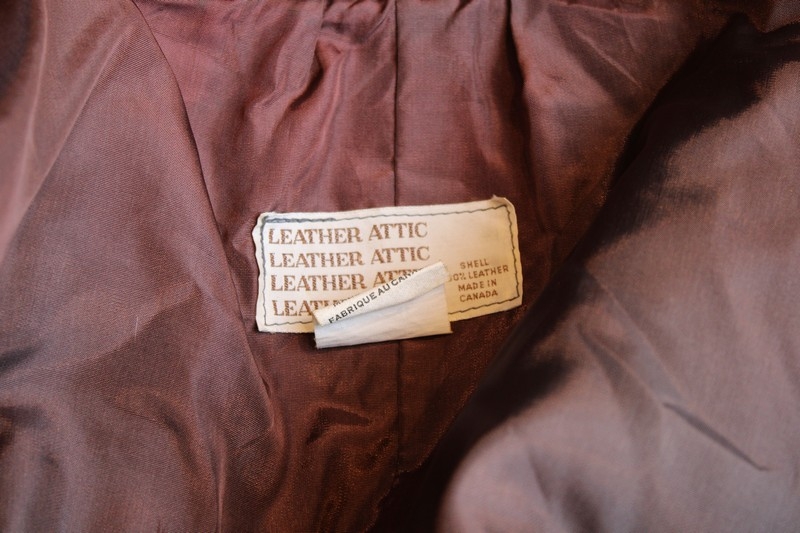 LEATHER ATTIC
LEATHER ATTIC
LEATHER
SHELL
LEATHER
MADE IN
CANADA
FABRIQUE AU